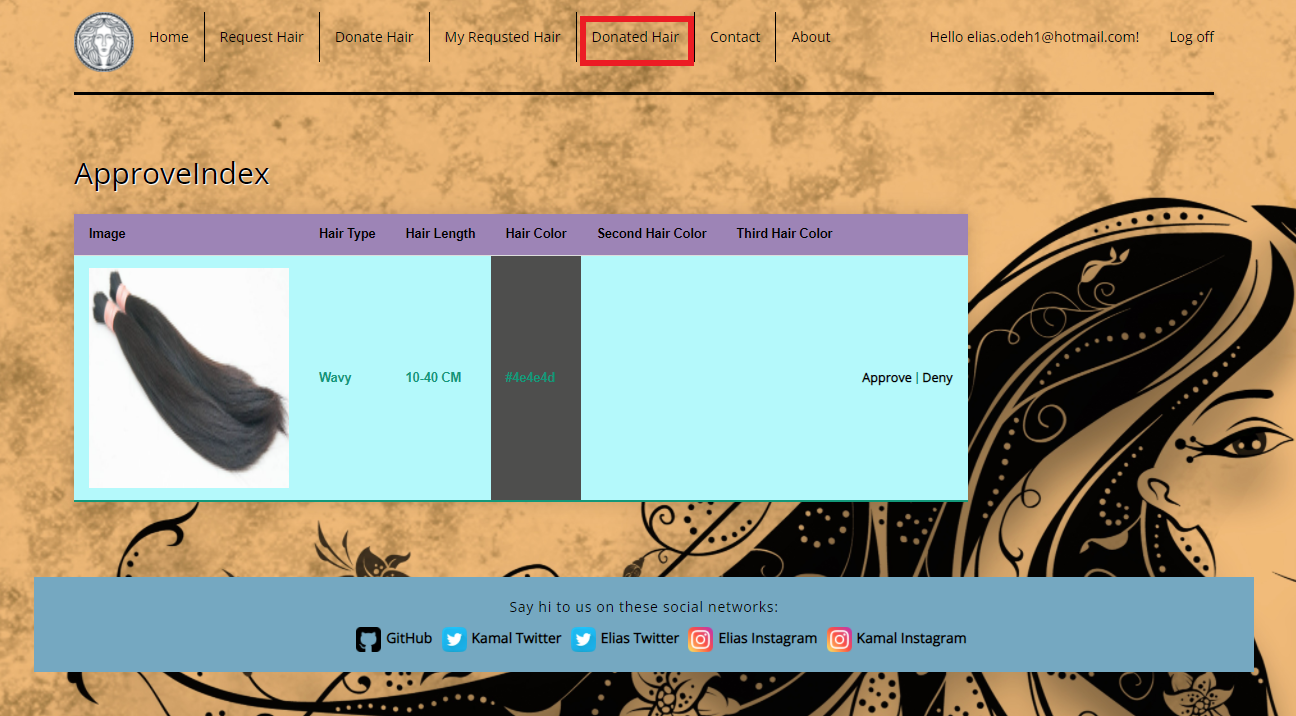 Home Request Hair Donate Hair My Requsted Hair Donated Hair Contact About Hello elias.odeh1@hotmail.com! Log off
ApproveIndex
Image Hair Type Hair Length Hair Color Second Hair Color Third Hair Color
Wavy 10-40 CM #4e4e4d Approve | Deny
Say hi to us on these social networks:
GitHub Kamal Twitter Elias Twitter Elias Instagram Kamal Instagram